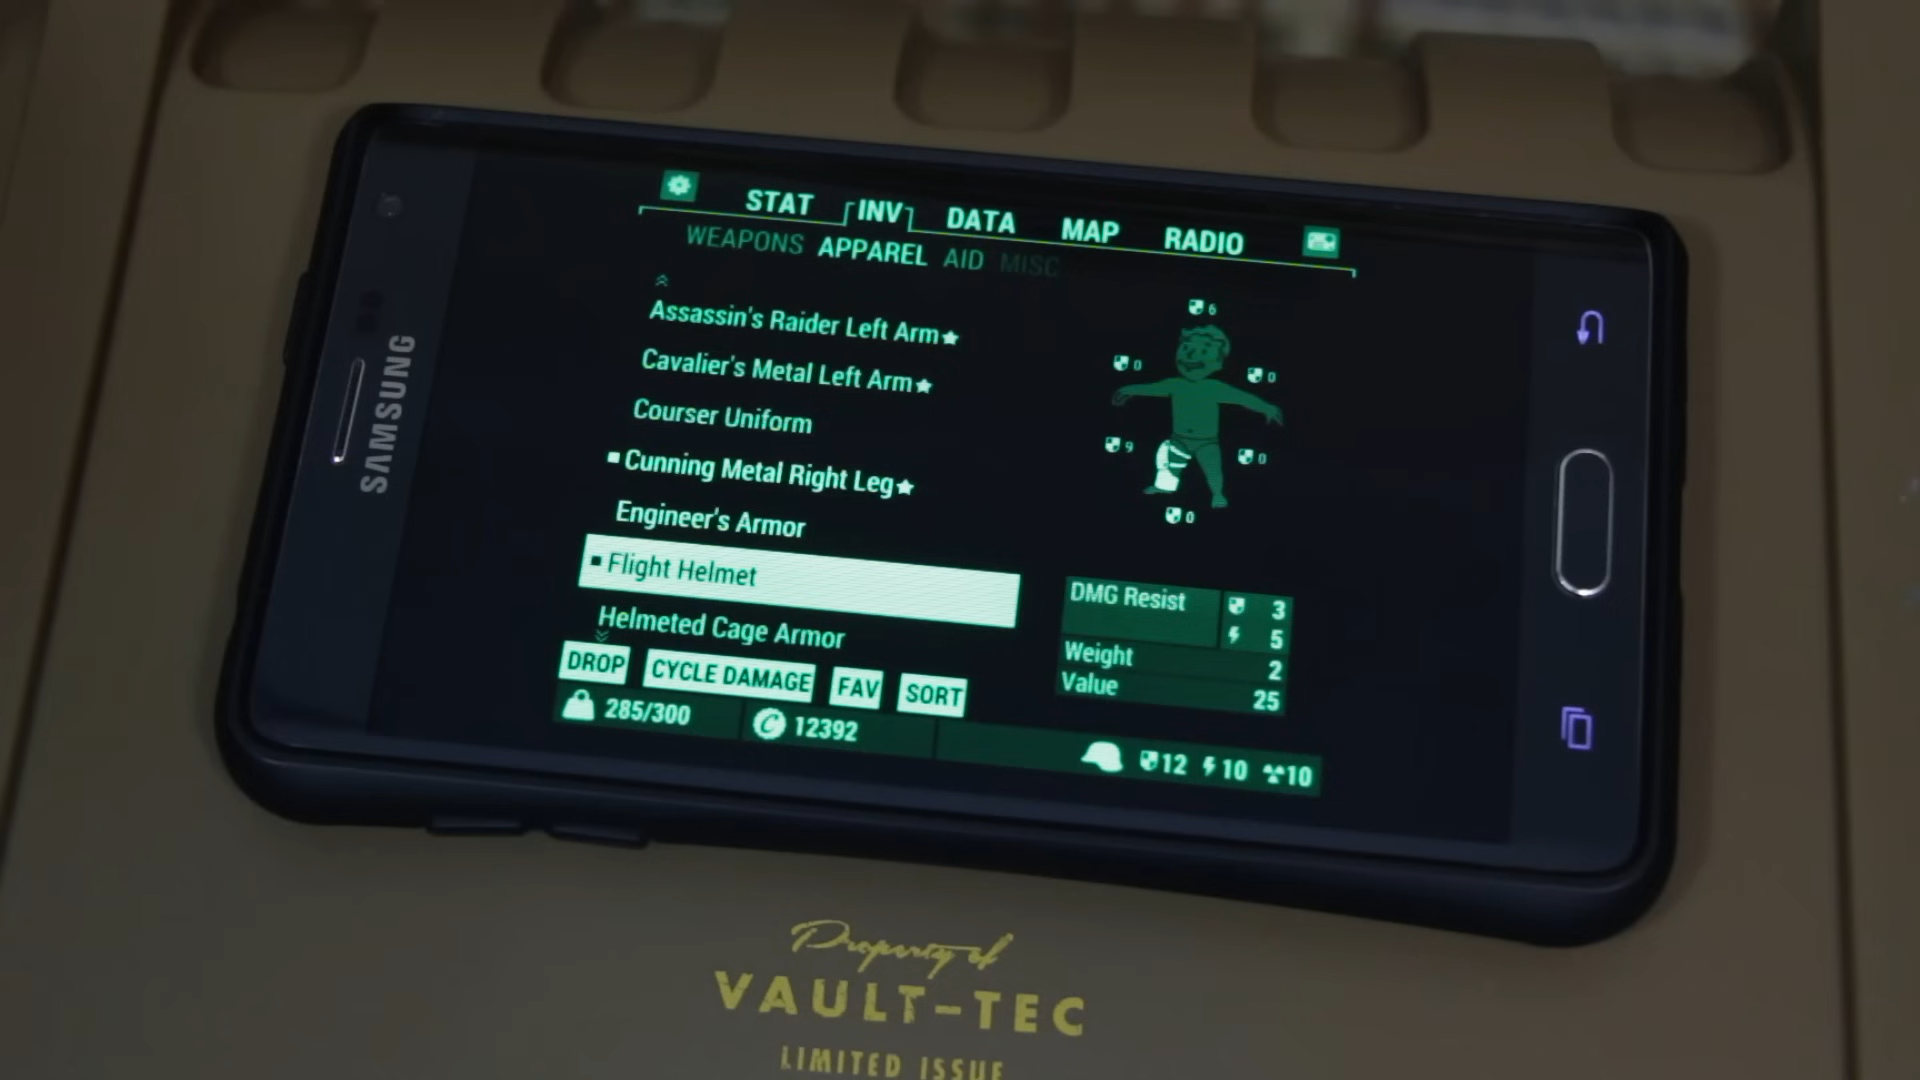 STAT INV DATA MAP RADIO
WEAPONS APPAREL AID MISC
Assassin's Raider Left Arm★
Cavalier's Metal Left Arm★
Courser Uniform
Cunning Metal Right Leg★
Engineer's Armor
Flight Helmet
Helmeted Cage Armor
DROP CYCLE DAMAGE FAV SORT
285/300 12392
6
0
0
9
0
0
DMG Resist 3
5
Weight 2
Value 25
12 10 10
SAMSUNG
Property of
VAULT-TEC
LIMITED ISSUE